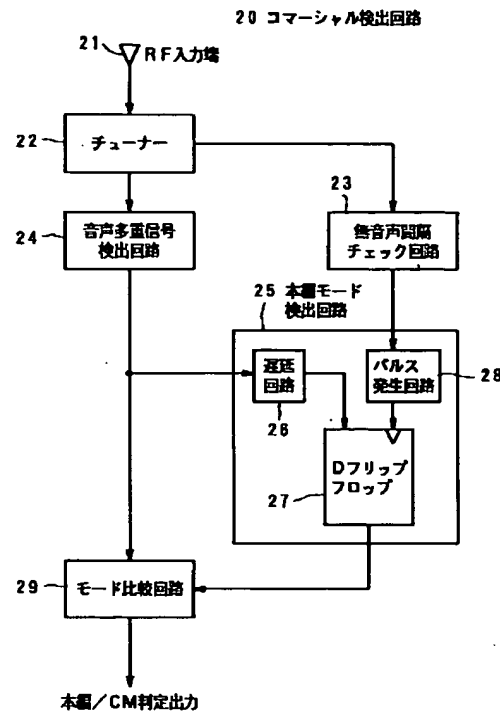 20 コマーシャル検出回路
21
RF入力端
22
チューナー
23
24
音声多重信号
検出回路
無音声間隔
チェック回路
25 本編モード
検出回路
遅延
回路
26
パルス
発生回路
28
27
Dフリップ
フロップ
29
モード比較回路
本編/CM判定出力